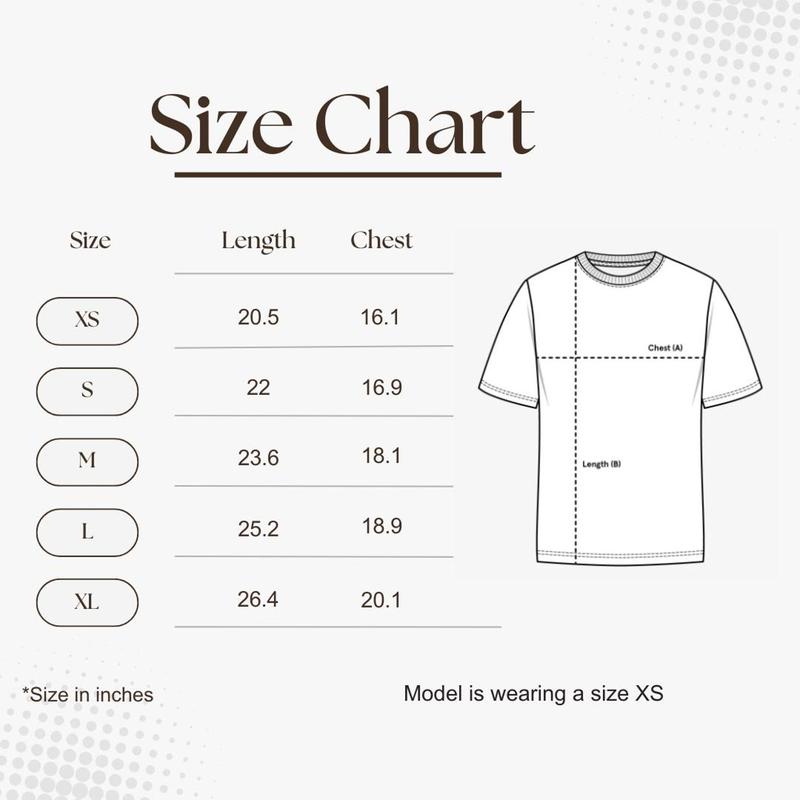 Size Chart
Size Length Chest
XS 20.5 16.1
S 22 16.9
M 23.6 18.1
L 25.2 18.9
XL 26.4 20.1
Chest (A)
Length (B)
*Size in inches
Model is wearing a size XS